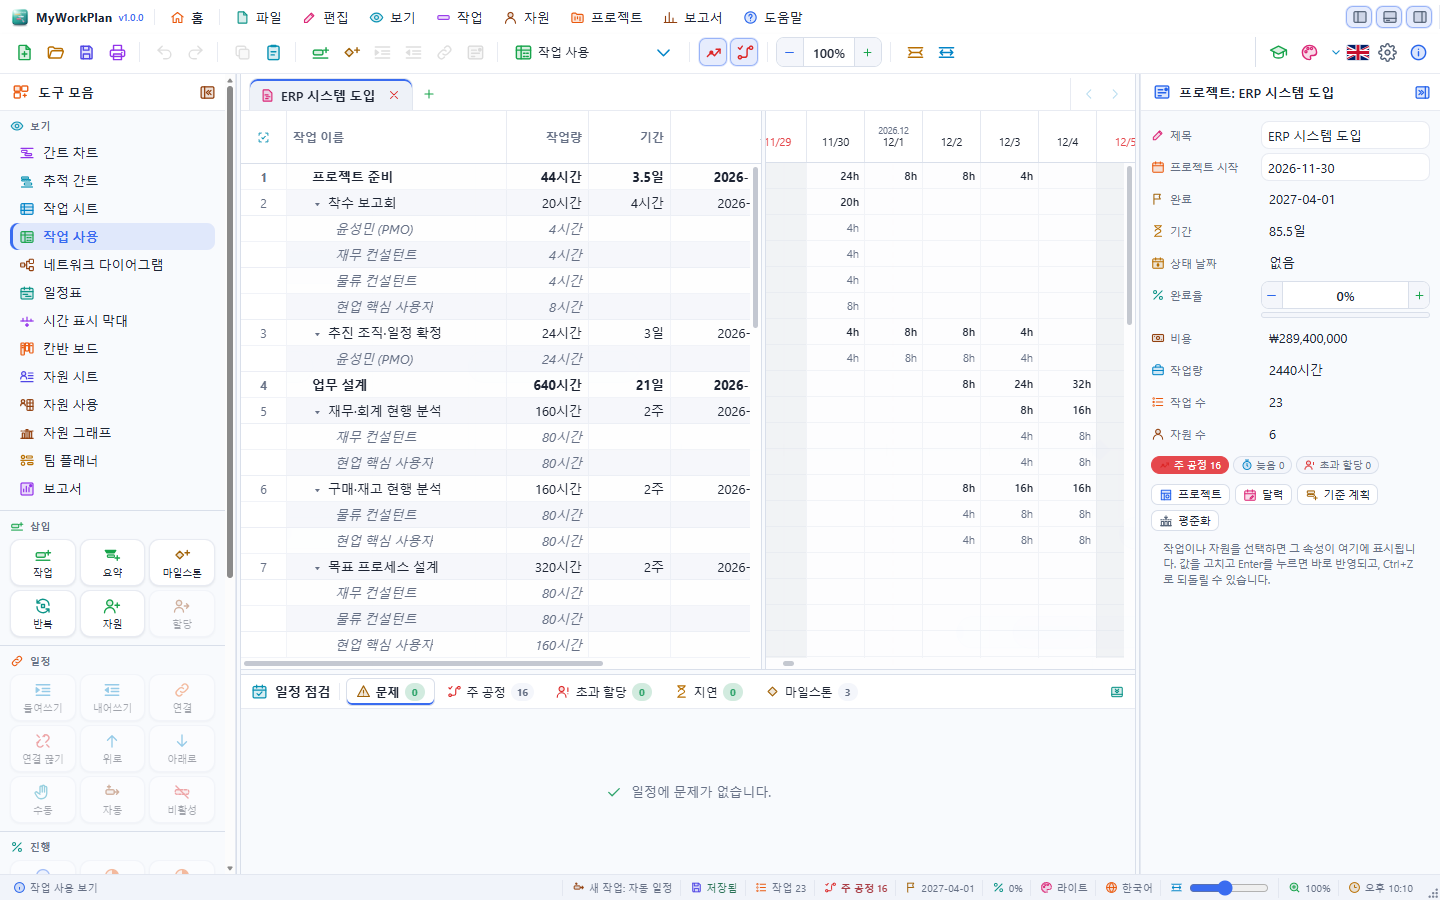 MyWorkPlan v1.0.0 홈 파일 편집 보기 작업 자원 프로젝트 보고서 도움말
작업 사용 100%
도구 모음
보기
간트 차트
추적 간트
작업 시트
작업 사용
네트워크 다이어그램
일정표
시간 표시 막대
칸반 보드
자원 시트
자원 사용
자원 그래프
팀 플래너
보고서
삽입
작업 요약 마일스톤
반복 자원 할당
일정
들여쓰기 내어쓰기 연결
연결 끊기 위로 아래로
수동 자동 비활성
진행
ERP 시스템 도입
작업 이름 작업량 기간 11/29 11/30 2026.12 12/1 12/2 12/3 12/4 12/5
1 프로젝트 준비 44시간 3.5일 2026- 24h 8h 8h 4h
2 착수 보고회 20시간 4시간 2026- 20h
윤성민 (PMO) 4시간 4h
재무 컨설턴트 4시간 4h
물류 컨설턴트 4시간 4h
현업 핵심 사용자 8시간 8h
3 추진 조직·일정 확정 24시간 3일 2026- 4h 8h 8h 4h
윤성민 (PMO) 24시간 4h 8h 8h 4h
4 업무 설계 640시간 21일 2026- 8h 24h 32h
5 재무·회계 현행 분석 160시간 2주 2026- 8h 16h
재무 컨설턴트 80시간 4h 8h
현업 핵심 사용자 80시간 4h 8h
6 구매·재고 현행 분석 160시간 2주 2026- 8h 16h 16h
물류 컨설턴트 80시간 4h 8h 8h
현업 핵심 사용자 80시간 4h 8h 8h
7 목표 프로세스 설계 320시간 2주 2026-
재무 컨설턴트 80시간
물류 컨설턴트 80시간
현업 핵심 사용자 160시간
일정 점검 문제 0 주 공정 16 초과 할당 0 지연 0 마일스톤 3
일정에 문제가 없습니다.
프로젝트: ERP 시스템 도입
제목 ERP 시스템 도입
프로젝트 시작 2026-11-30
완료 2027-04-01
기간 85.5일
상태 날짜 없음
완료율 0%
비용 ₩289,400,000
작업량 2440시간
작업 수 23
자원 수 6
주 공정 16 늦음 0 초과 할당 0
프로젝트 달력 기준 계획
평준화
작업이나 자원을 선택하면 그 속성이 여기에 표시됩니
다. 값을 고치고 Enter를 누르면 바로 반영되고, Ctrl+Z
로 되돌릴 수 있습니다.
작업 사용 보기 새 작업: 자동 일정 저장됨 작업 23 주 공정 16 2027-04-01 0% 라이트 한국어 100% 오후 10:10